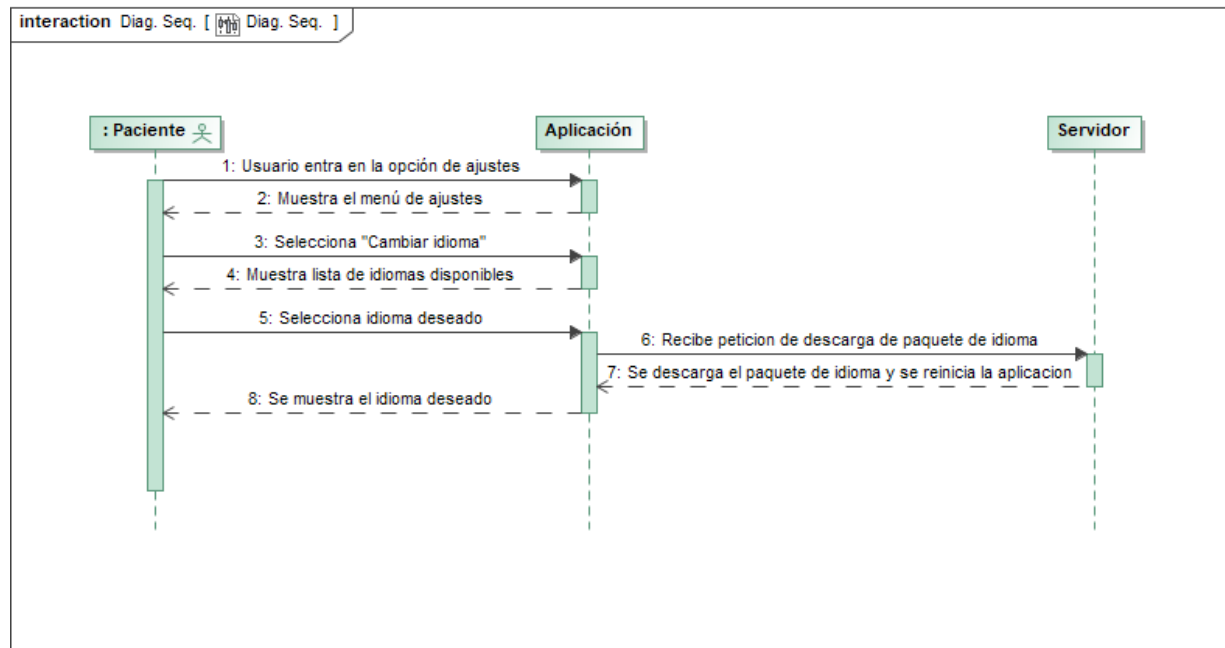 interaction Diag. Seq. [ Diag. Seq. ]
: Paciente
Aplicación
Servidor
1: Usuario entra en la opción de ajustes
2: Muestra el menú de ajustes
3: Selecciona "Cambiar idioma"
4: Muestra lista de idiomas disponibles
5: Selecciona idioma deseado
6: Recibe peticion de descarga de paquete de idioma
7: Se descarga el paquete de idioma y se reinicia la aplicacion
8: Se muestra el idioma deseado